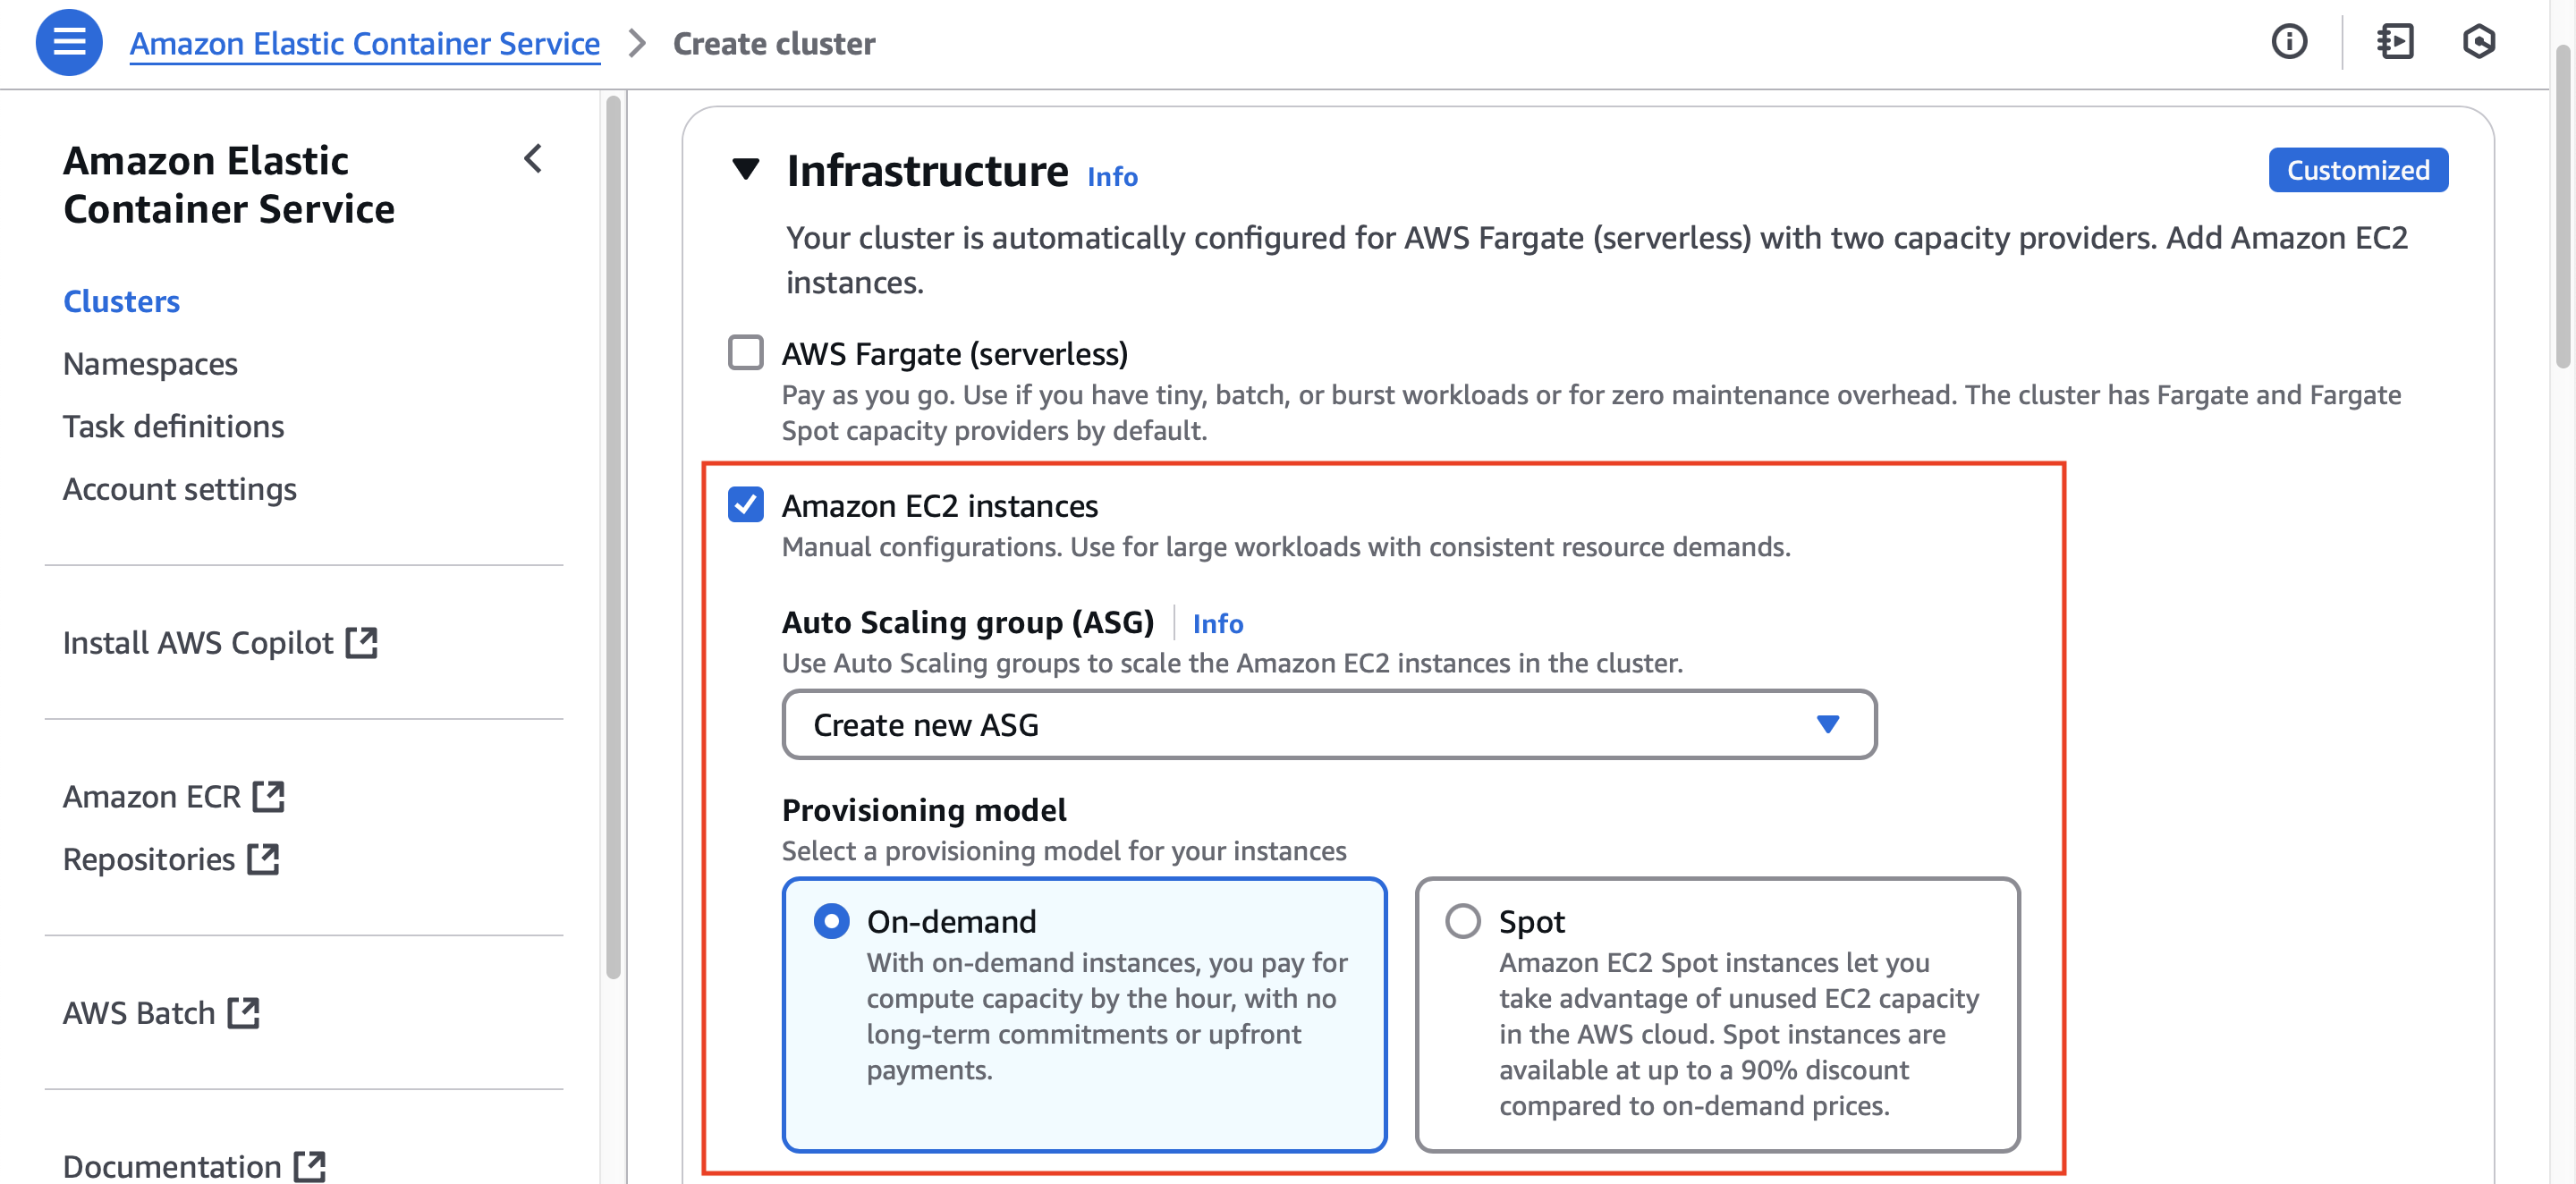 Amazon Elastic Container Service
Create cluster
Amazon Elastic
Container Service
Clusters
Namespaces
Task definitions
Account settings
Install AWS Copilot
Amazon ECR
Repositories
AWS Batch
Documentation
Infrastructure Info
Customized
Your cluster is automatically configured for AWS Fargate (serverless) with two capacity providers. Add Amazon EC2
instances.
AWS Fargate (serverless)
Pay as you go. Use if you have tiny, batch, or burst workloads or for zero maintenance overhead. The cluster has Fargate and Fargate
Spot capacity providers by default.
Amazon EC2 instances
Manual configurations. Use for large workloads with consistent resource demands.
Auto Scaling group (ASG) Info
Use Auto Scaling groups to scale the Amazon EC2 instances in the cluster.
Create new ASG
Provisioning model
Select a provisioning model for your instances
On-demand
With on-demand instances, you pay for
compute capacity by the hour, with no
long-term commitments or upfront
payments.
Spot
Amazon EC2 Spot instances let you
take advantage of unused EC2 capacity
in the AWS cloud. Spot instances are
available at up to a 90% discount
compared to on-demand prices.